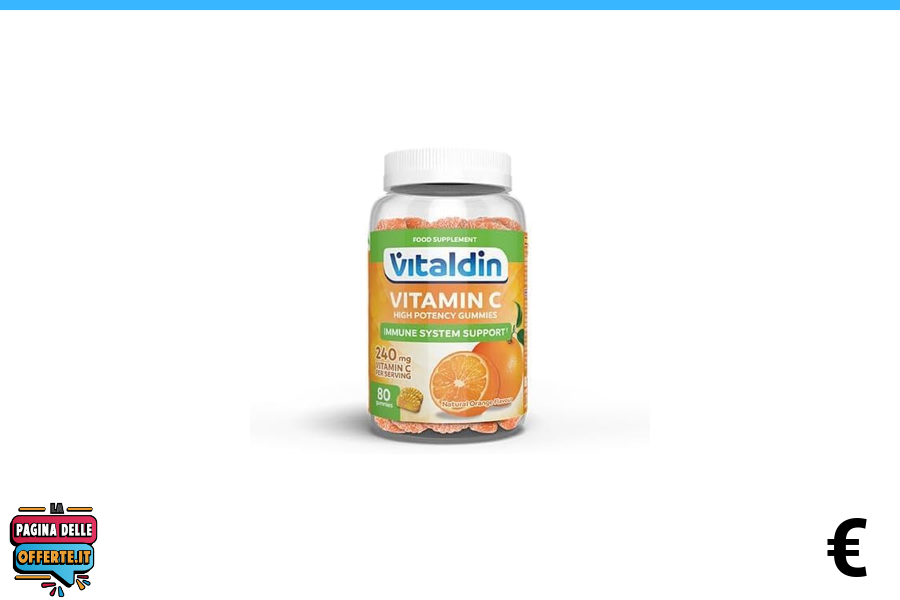 FOOD SUPPLEMENT
Vitaldin
VITAMIN C
HIGH POTENCY GUMMIES
IMMUNE SYSTEM SUPPORT†
240 mg
VITAMIN C
PER SERVING
80
gummies
Natural Orange Flavour
LA
PAGINA DELLE
OFFERTE.IT
€